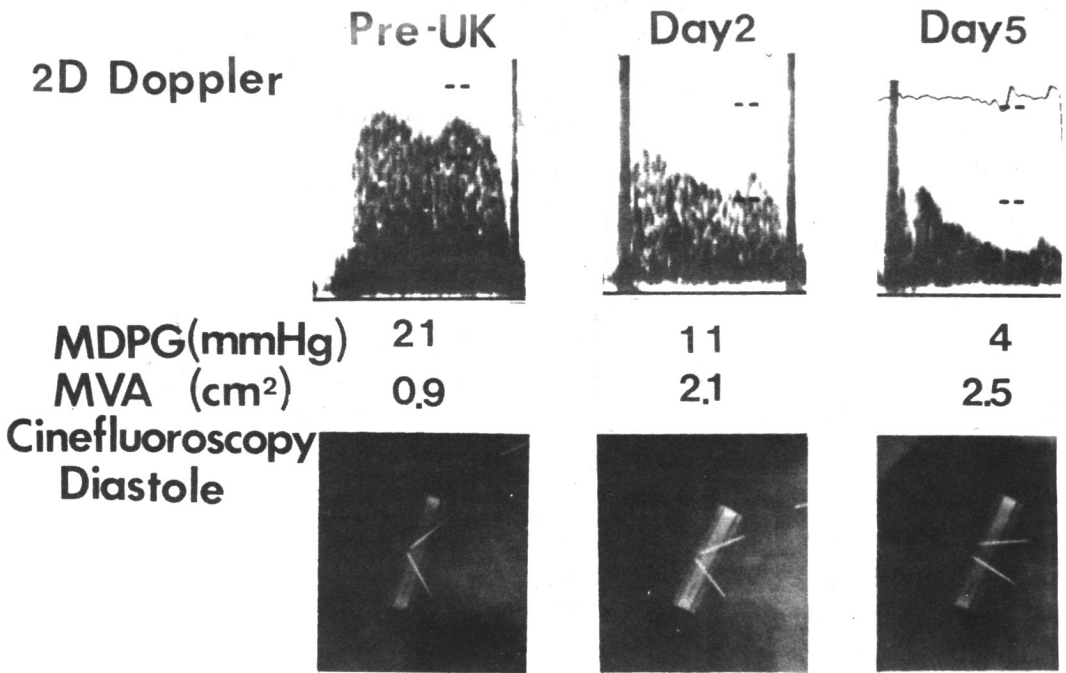 Pre-UK Day2 Day5
2D Doppler
MDPG(mmHg) 21 11 4
MVA (cm²) 0.9 2.1 2.5
Cinefluoroscopy
Diastole